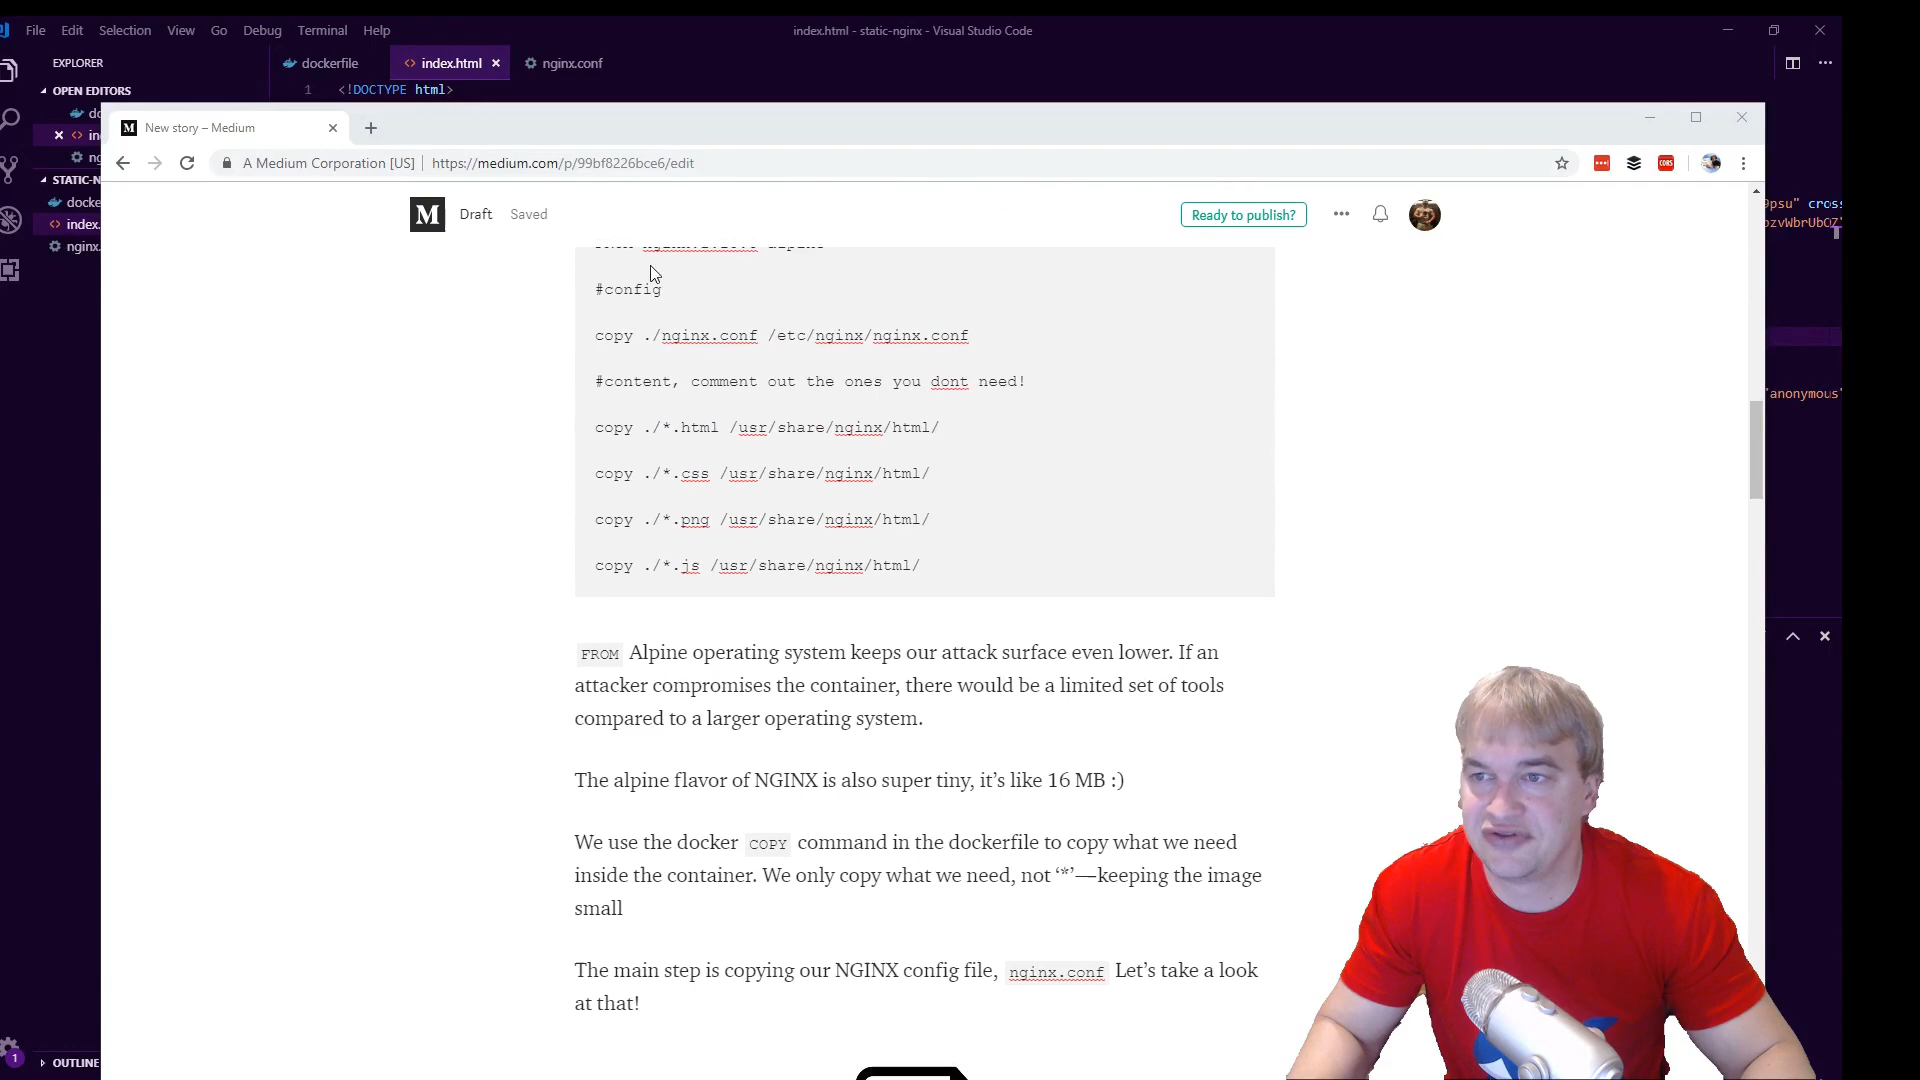 File Edit Selection View Go Debug Terminal Help
index.html - static-nginx - Visual Studio Code
EXPLORER
dockerfile
index.html
nginx.conf
OPEN EDITORS
1 <!DOCTYPE html>
STATIC-N
docke
index.
nginx.
OUTLINE
1
M New story – Medium
A Medium Corporation [US] | https://medium.com/p/99bf8226bce6/edit
M Draft Saved
Ready to publish?
#config
copy ./nginx.conf /etc/nginx/nginx.conf
#content, comment out the ones you dont need!
copy ./*.html /usr/share/nginx/html/
copy ./*.css /usr/share/nginx/html/
copy ./*.png /usr/share/nginx/html/
copy ./*.js /usr/share/nginx/html/
FROM Alpine operating system keeps our attack surface even lower. If an
attacker compromises the container, there would be a limited set of tools
compared to a larger operating system.
The alpine flavor of NGINX is also super tiny, it's like 16 MB :)
We use the docker COPY command in the dockerfile to copy what we need
inside the container. We only copy what we need, not ‘*’—keeping the image
small
The main step is copying our NGINX config file, nginx.conf Let's take a look
at that!
9psu" cros
"anonymous'